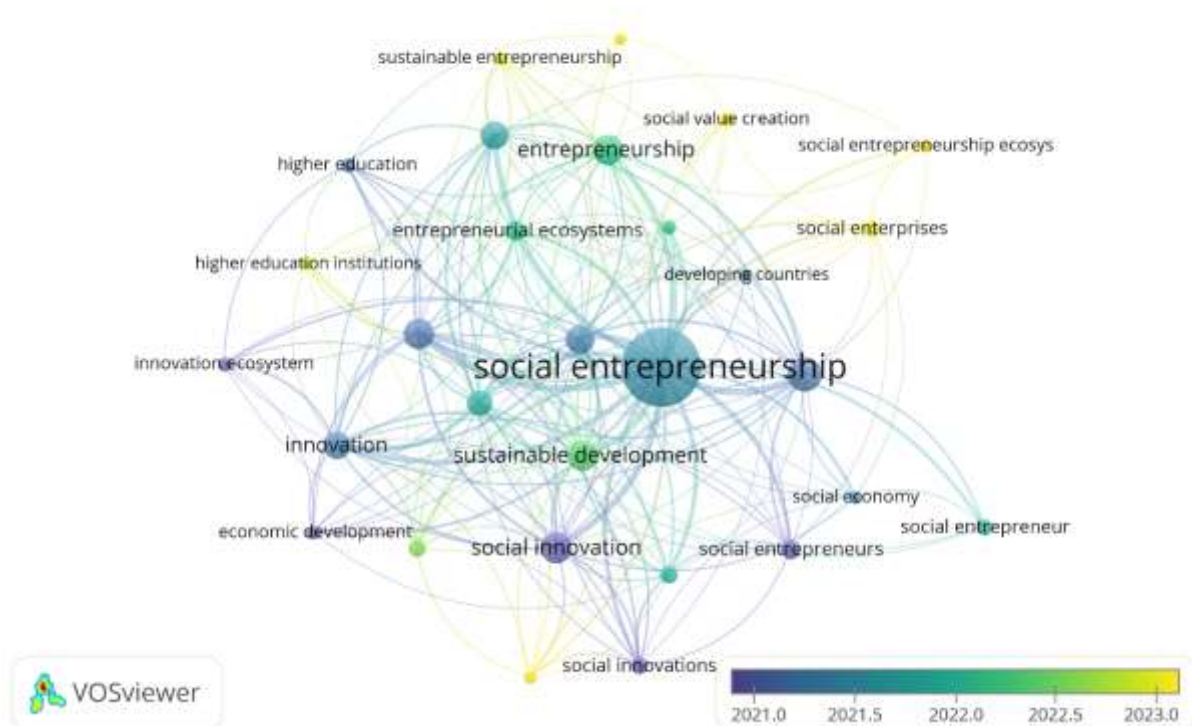 sustainable entrepreneurship
social value creation
entrepreneurship
social entrepreneurship ecosys
higher education
entrepreneurial ecosystems
social enterprises
higher education institutions
developing countries
innovation ecosystem
social entrepreneurship
innovation
sustainable development
social economy
social entrepreneur
economic development
social innovation
social entrepreneurs
social innovations
VOSviewer
2021.0 2021.5 2022.0 2022.5 2023.0